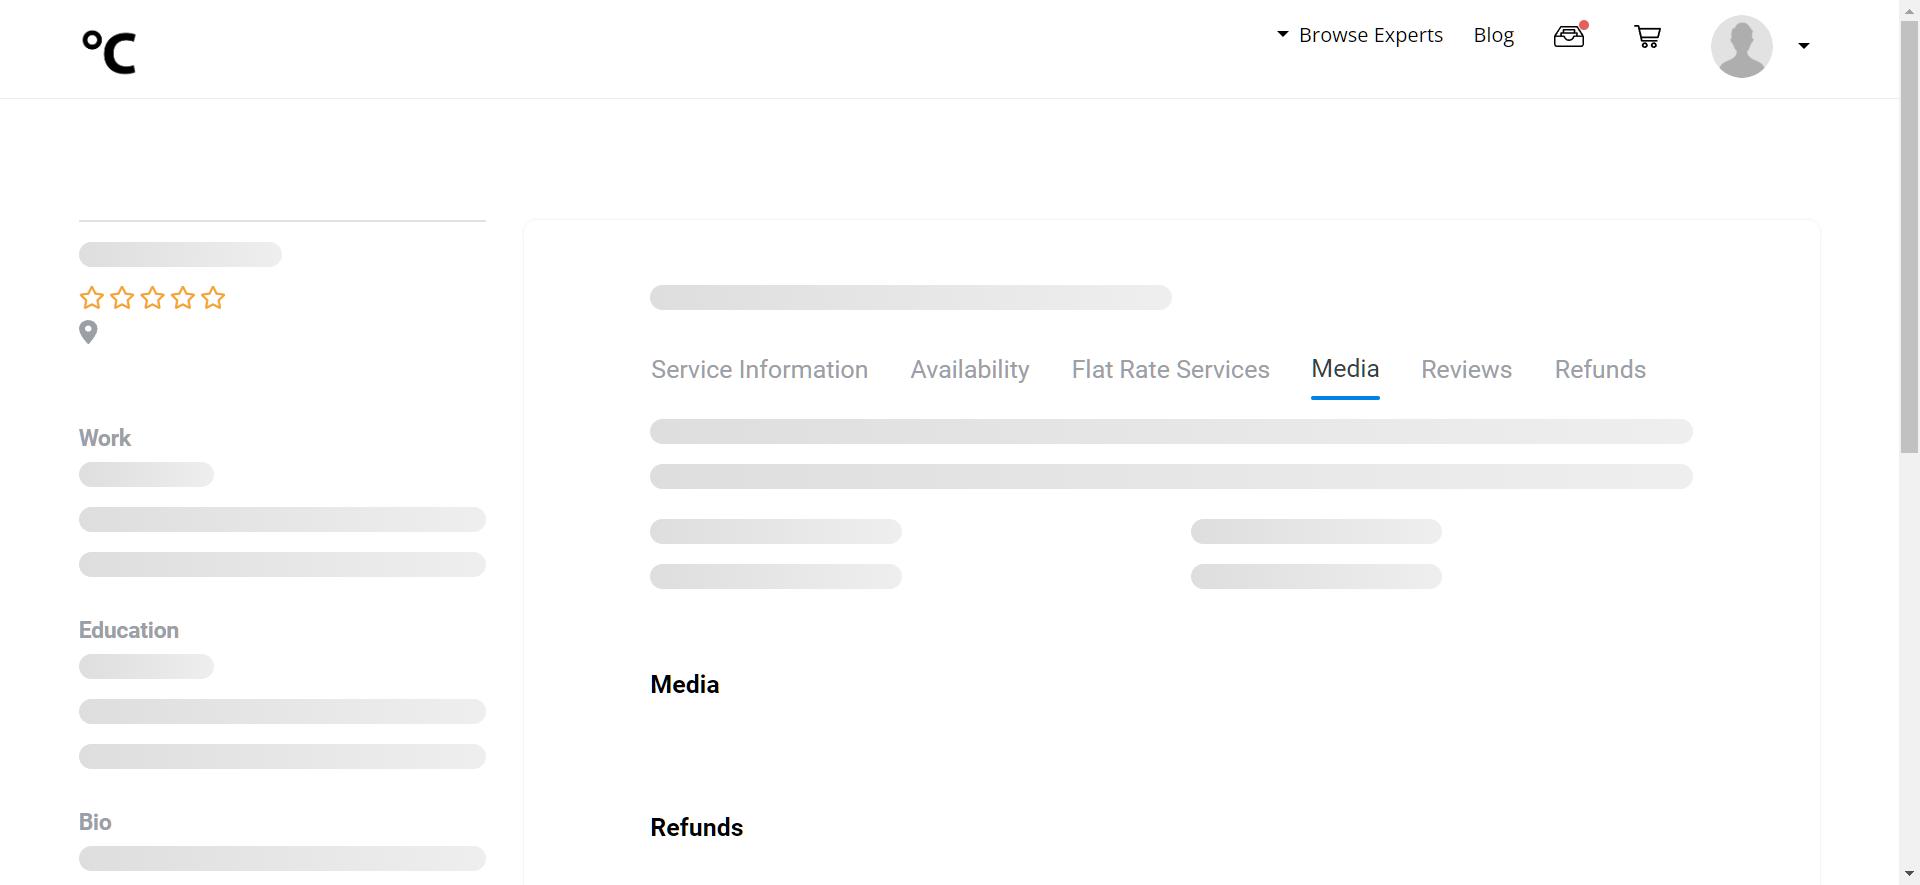 °C
Browse Experts Blog
Service Information Availability Flat Rate Services Media Reviews Refunds
Work
Education
Bio
Media
Refunds